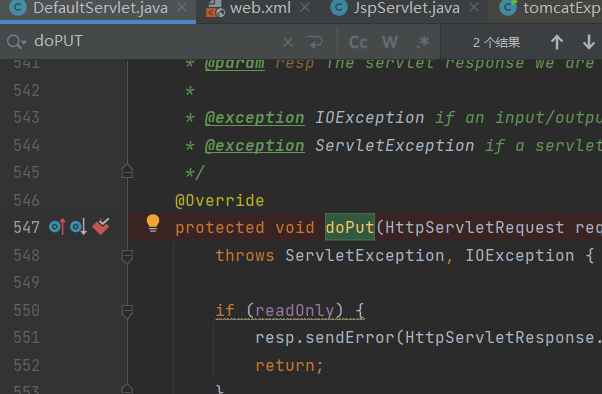 DefaultServlet.java web.xml JspServlet.java tomcatExp
doPUT Cc W .* 2 个结果
541 * @param resp The servlet response we are
542 *
543 * @exception IOException if an input/outpu
544 * @exception ServletException if a servlet
545 */
546 @Override
547 protected void doPut(HttpServletRequest req
548 throws ServletException, IOException {
549
550 if (readOnly) {
551 resp.sendError(HttpServletResponse.
552 return;
553 }